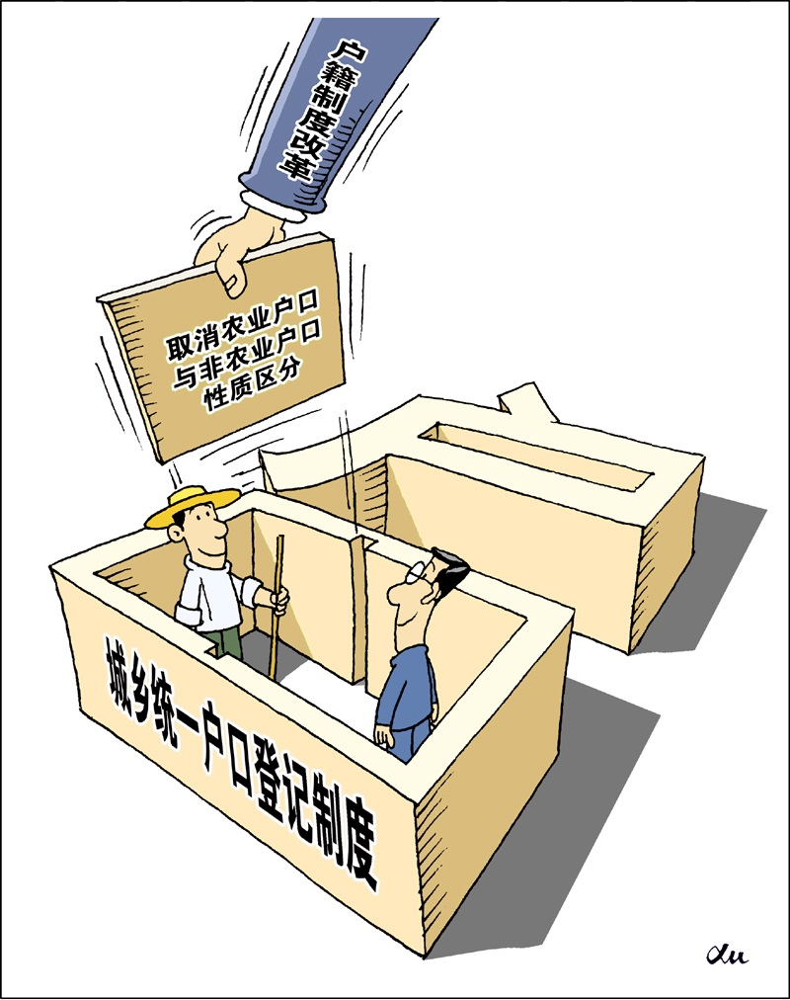 户籍制度改革
取消农业户口
与非农业户口
性质区分
城乡统一户口登记制度